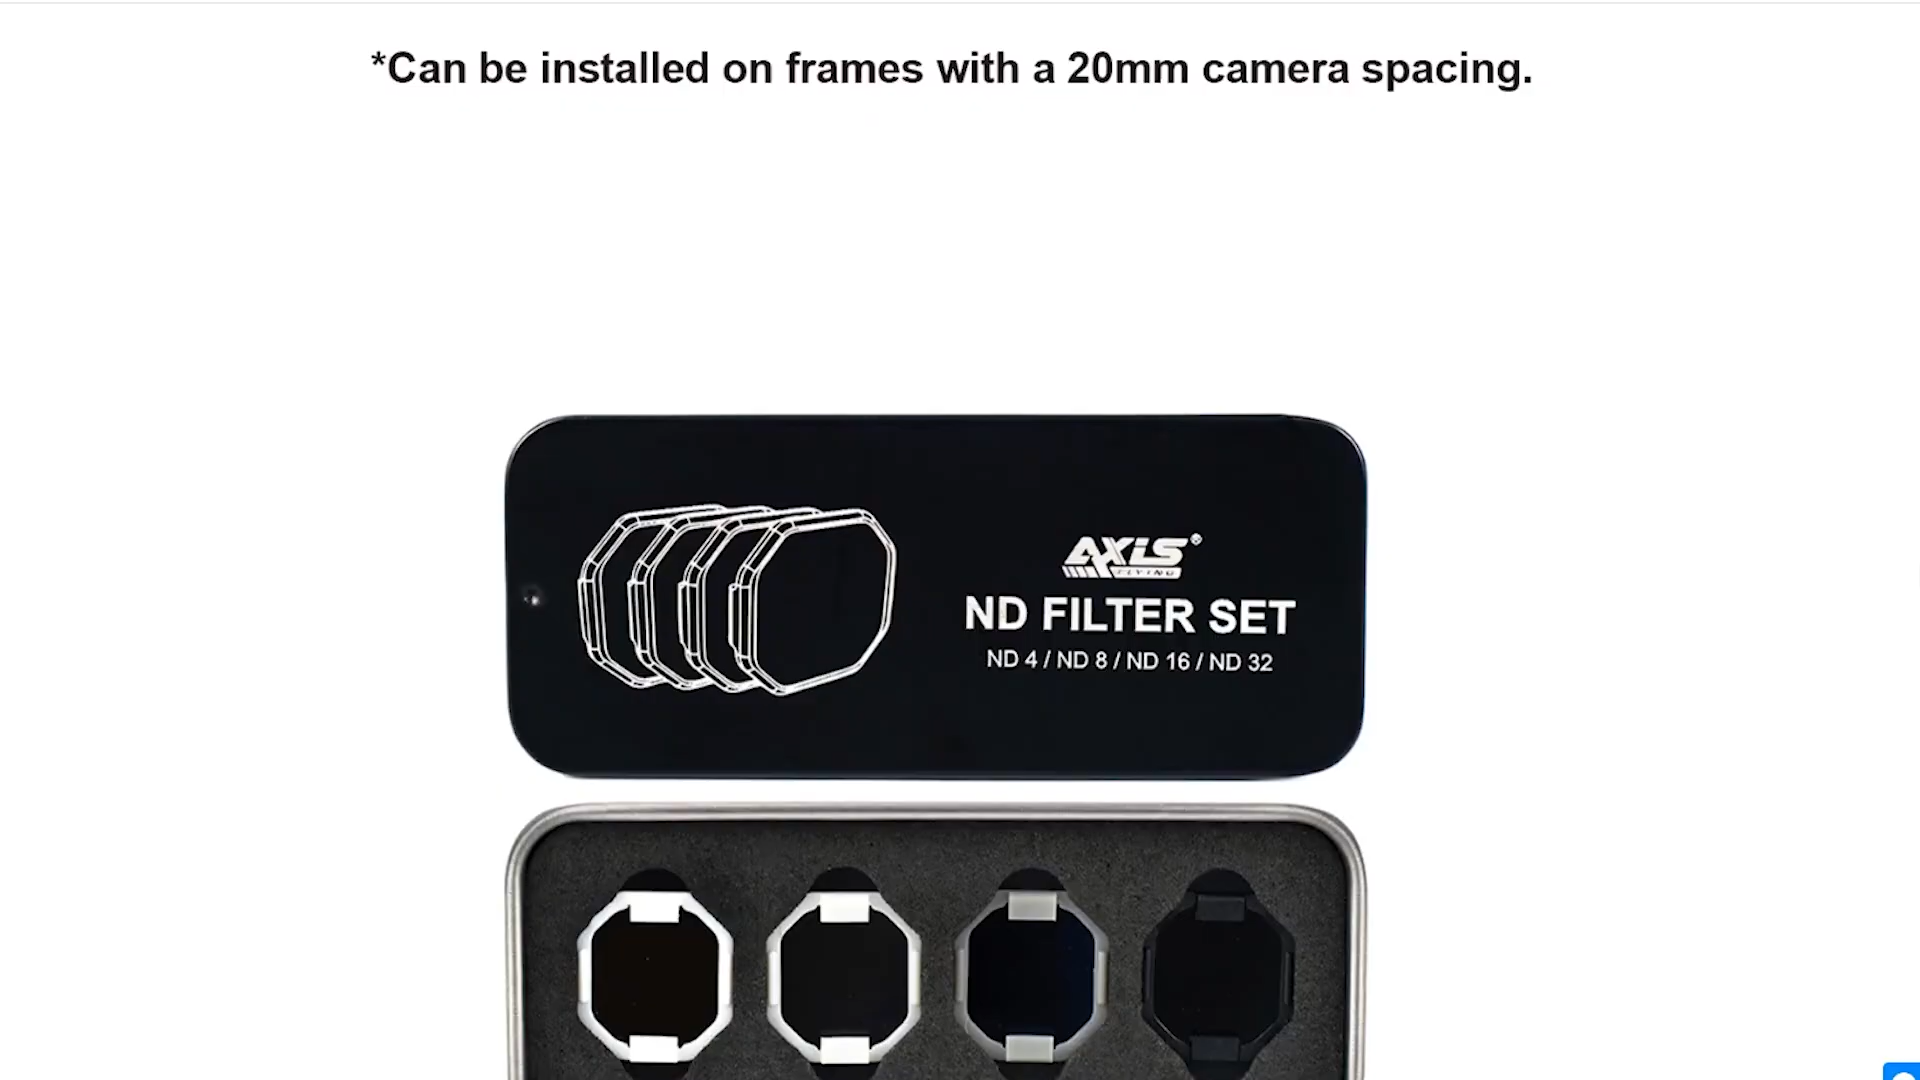 *Can be installed on frames with a 20mm camera spacing.
AXiS®
FLYING
ND FILTER SET
ND 4 / ND 8 / ND 16 / ND 32